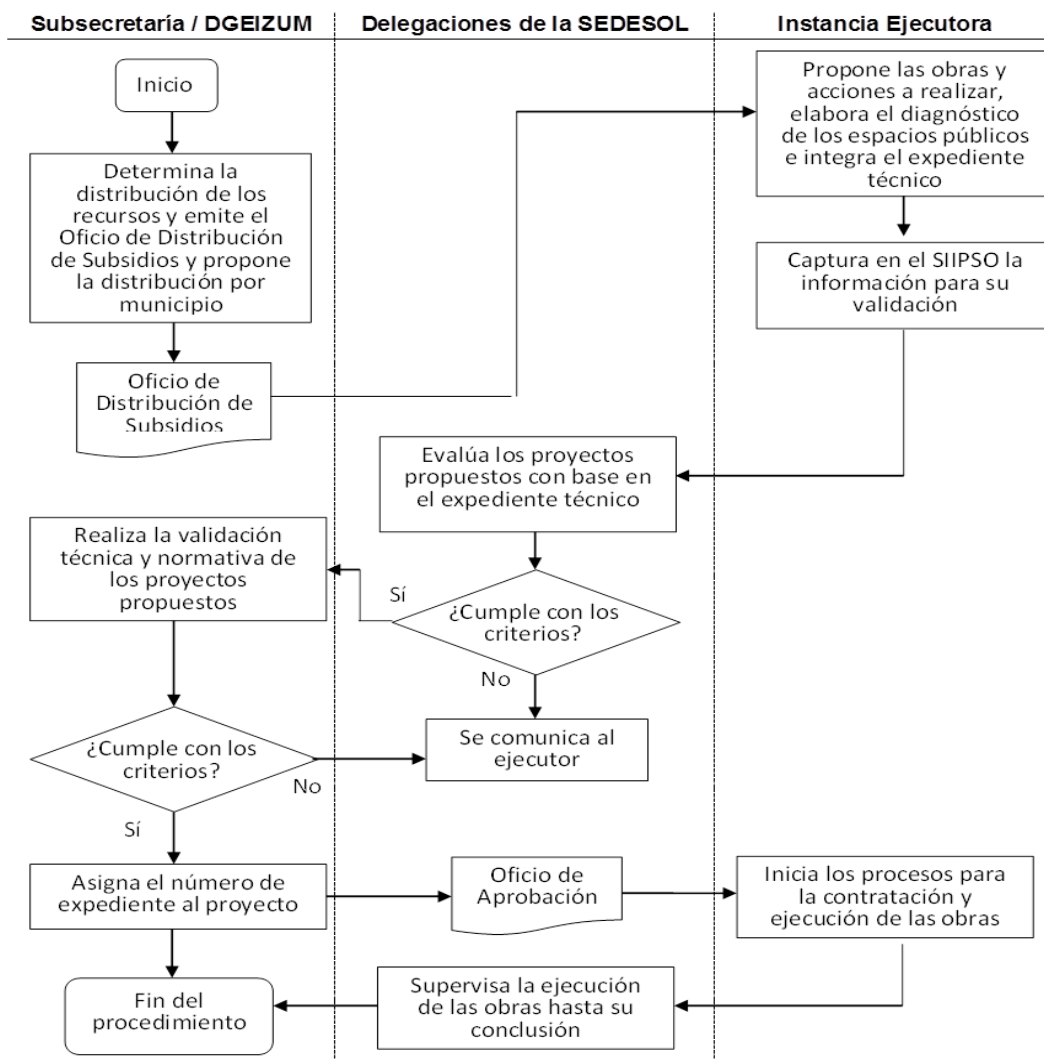 Subsecretaría / DGEIZUM
Delegaciones de la SEDESOL
Instancia Ejecutora
Inicio
Propone las obras y
acciones a realizar,
elabora el diagnóstico
de los espacios públicos
e integra el expediente
técnico
Determina la
distribución de los
recursos y emite el
Oficio de Distribución
de Subsidios y propone
la distribución por
municipio
Captura en el SIIPSO la
información para su
validación
Oficio de
Distribución de
Subsidios
Evalúa los proyectos
propuestos con base en
el expediente técnico
Realiza la validación
técnica y normativa de
los proyectos
propuestos
Sí
¿Cumple con los
criterios?
No
Se comunica al
ejecutor
¿Cumple con los
criterios?
No
Sí
Asigna el número de
expediente al proyecto
Oficio de
Aprobación
Inicia los procesos para
la contratación y
ejecución de las obras
Supervisa la ejecución
de las obras hasta su
conclusión
Fin del
procedimiento